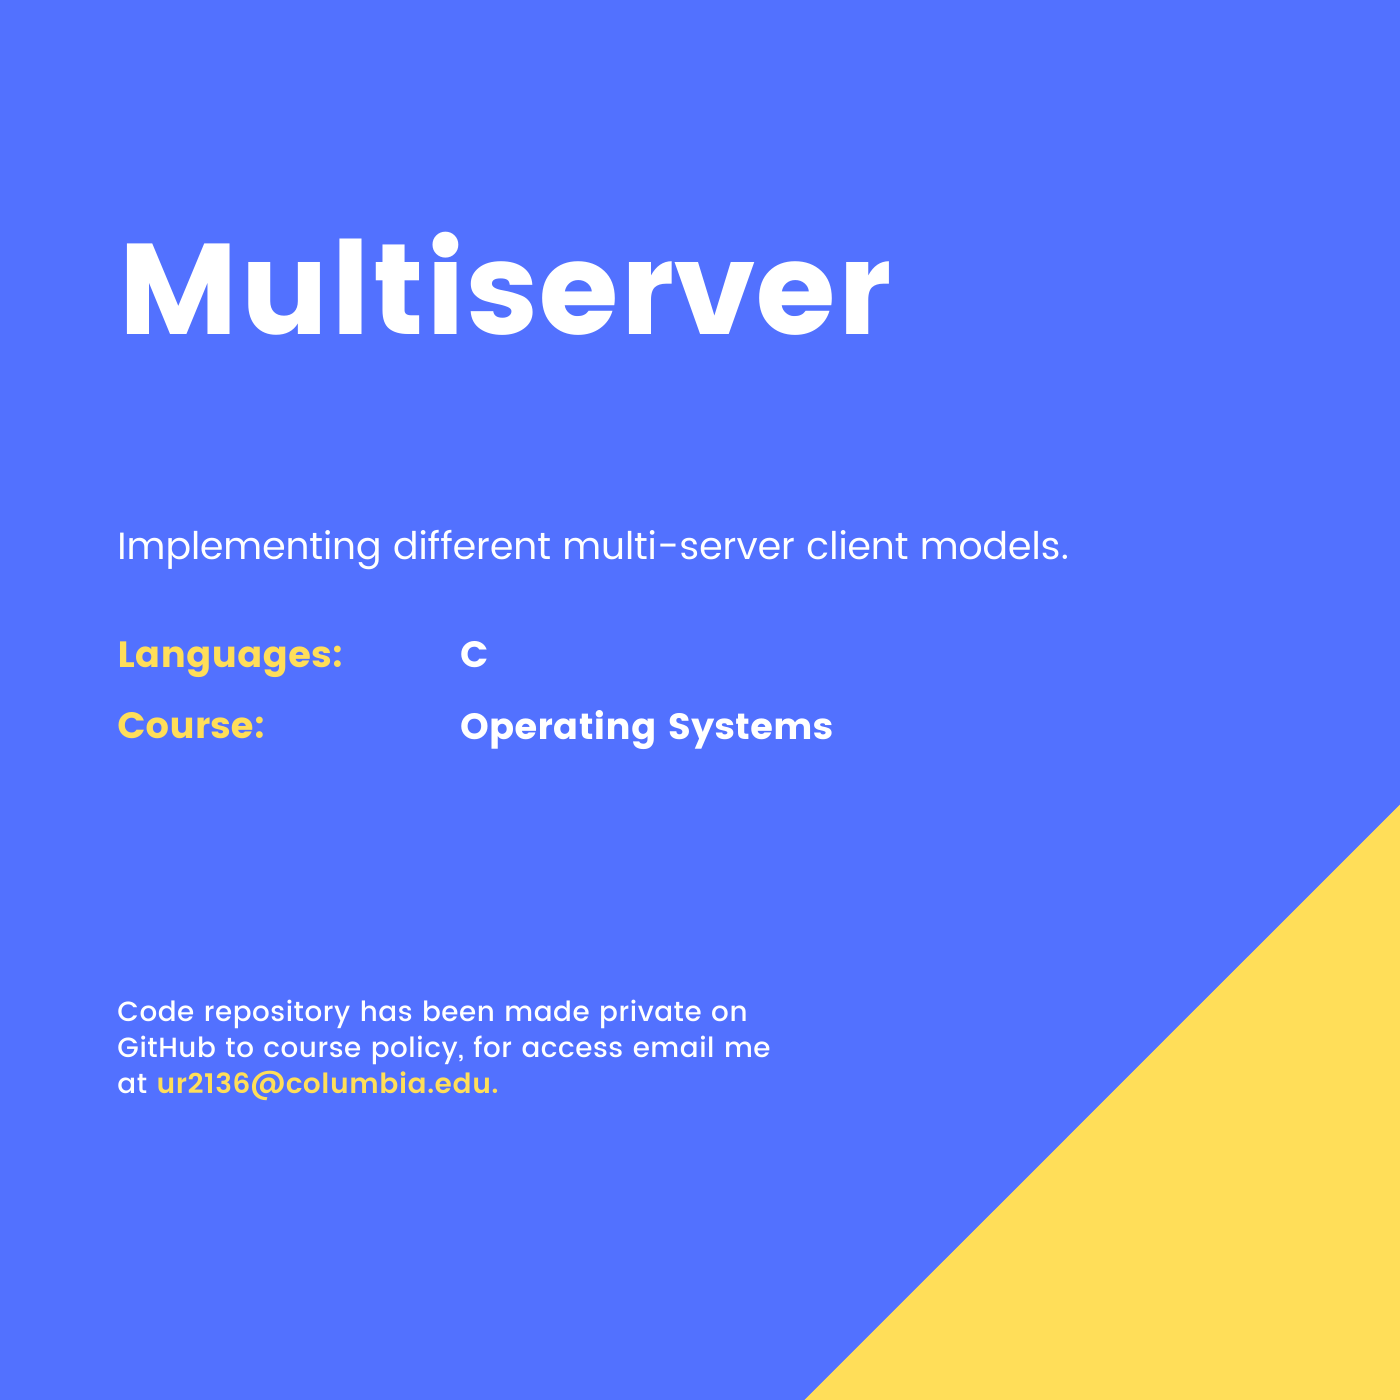 Multiserver
Implementing different multi-server client models.
Languages: C
Course: Operating Systems
Code repository has been made private on
GitHub to course policy, for access email me
at ur2136@columbia.edu.